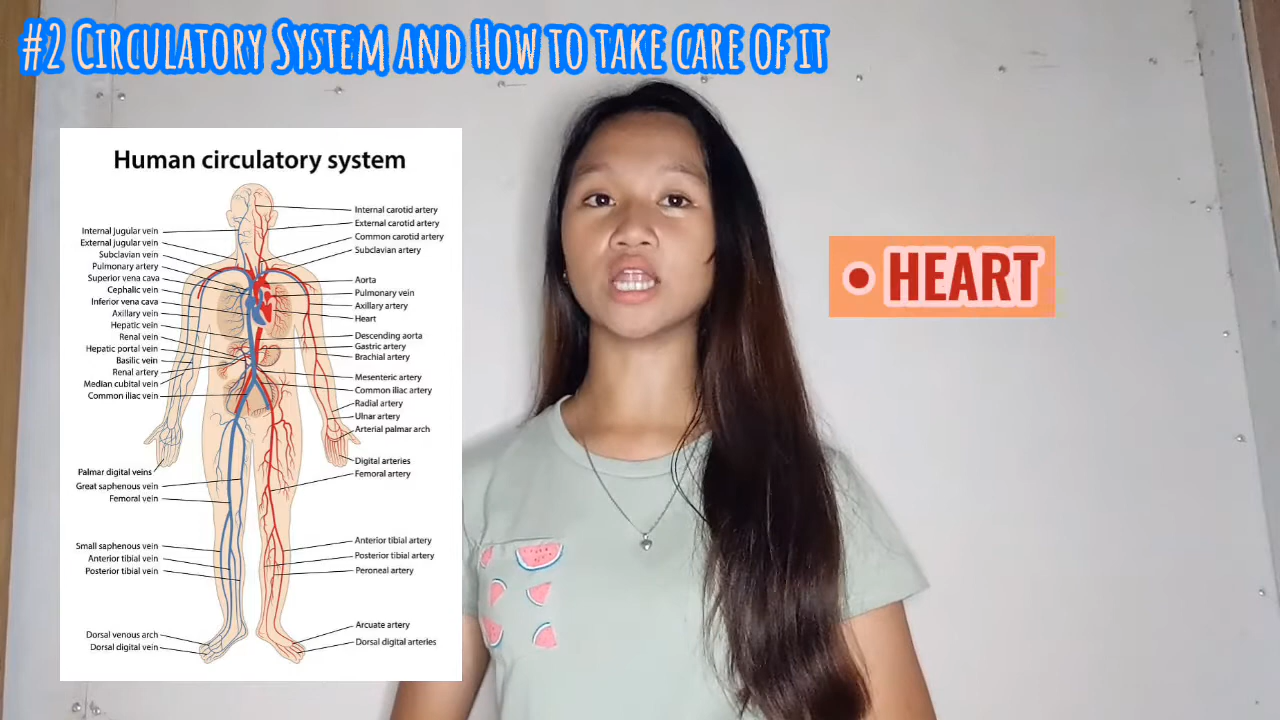 #2 Circulatory System and How to take care of it
Human circulatory system
Internal jugular vein
External jugular vein
Subclavian vein
Pulmonary artery
Superior vena cava
Cephalic vein
Inferior vena cava
Axillary vein
Hepatic vein
Renal vein
Hepatic portal vein
Basilic vein
Renal artery
Median cubital vein
Common iliac vein
Palmar digital veins
Great saphenous vein
Femoral vein
Small saphenous vein
Anterior tibial vein
Posterior tibial vein
Dorsal venous arch
Dorsal digital vein
Internal carotid artery
External carotid artery
Common carotid artery
Subclavian artery
Aorta
Pulmonary vein
Axillary artery
Heart
Descending aorta
Gastric artery
Brachial artery
Mesenteric artery
Common iliac artery
Radial artery
Ulnar artery
Arterial palmar arch
Digital arteries
Femoral artery
Anterior tibial artery
Posterior tibial artery
Peroneal artery
Arcuate artery
Dorsal digital arteries
• HEART